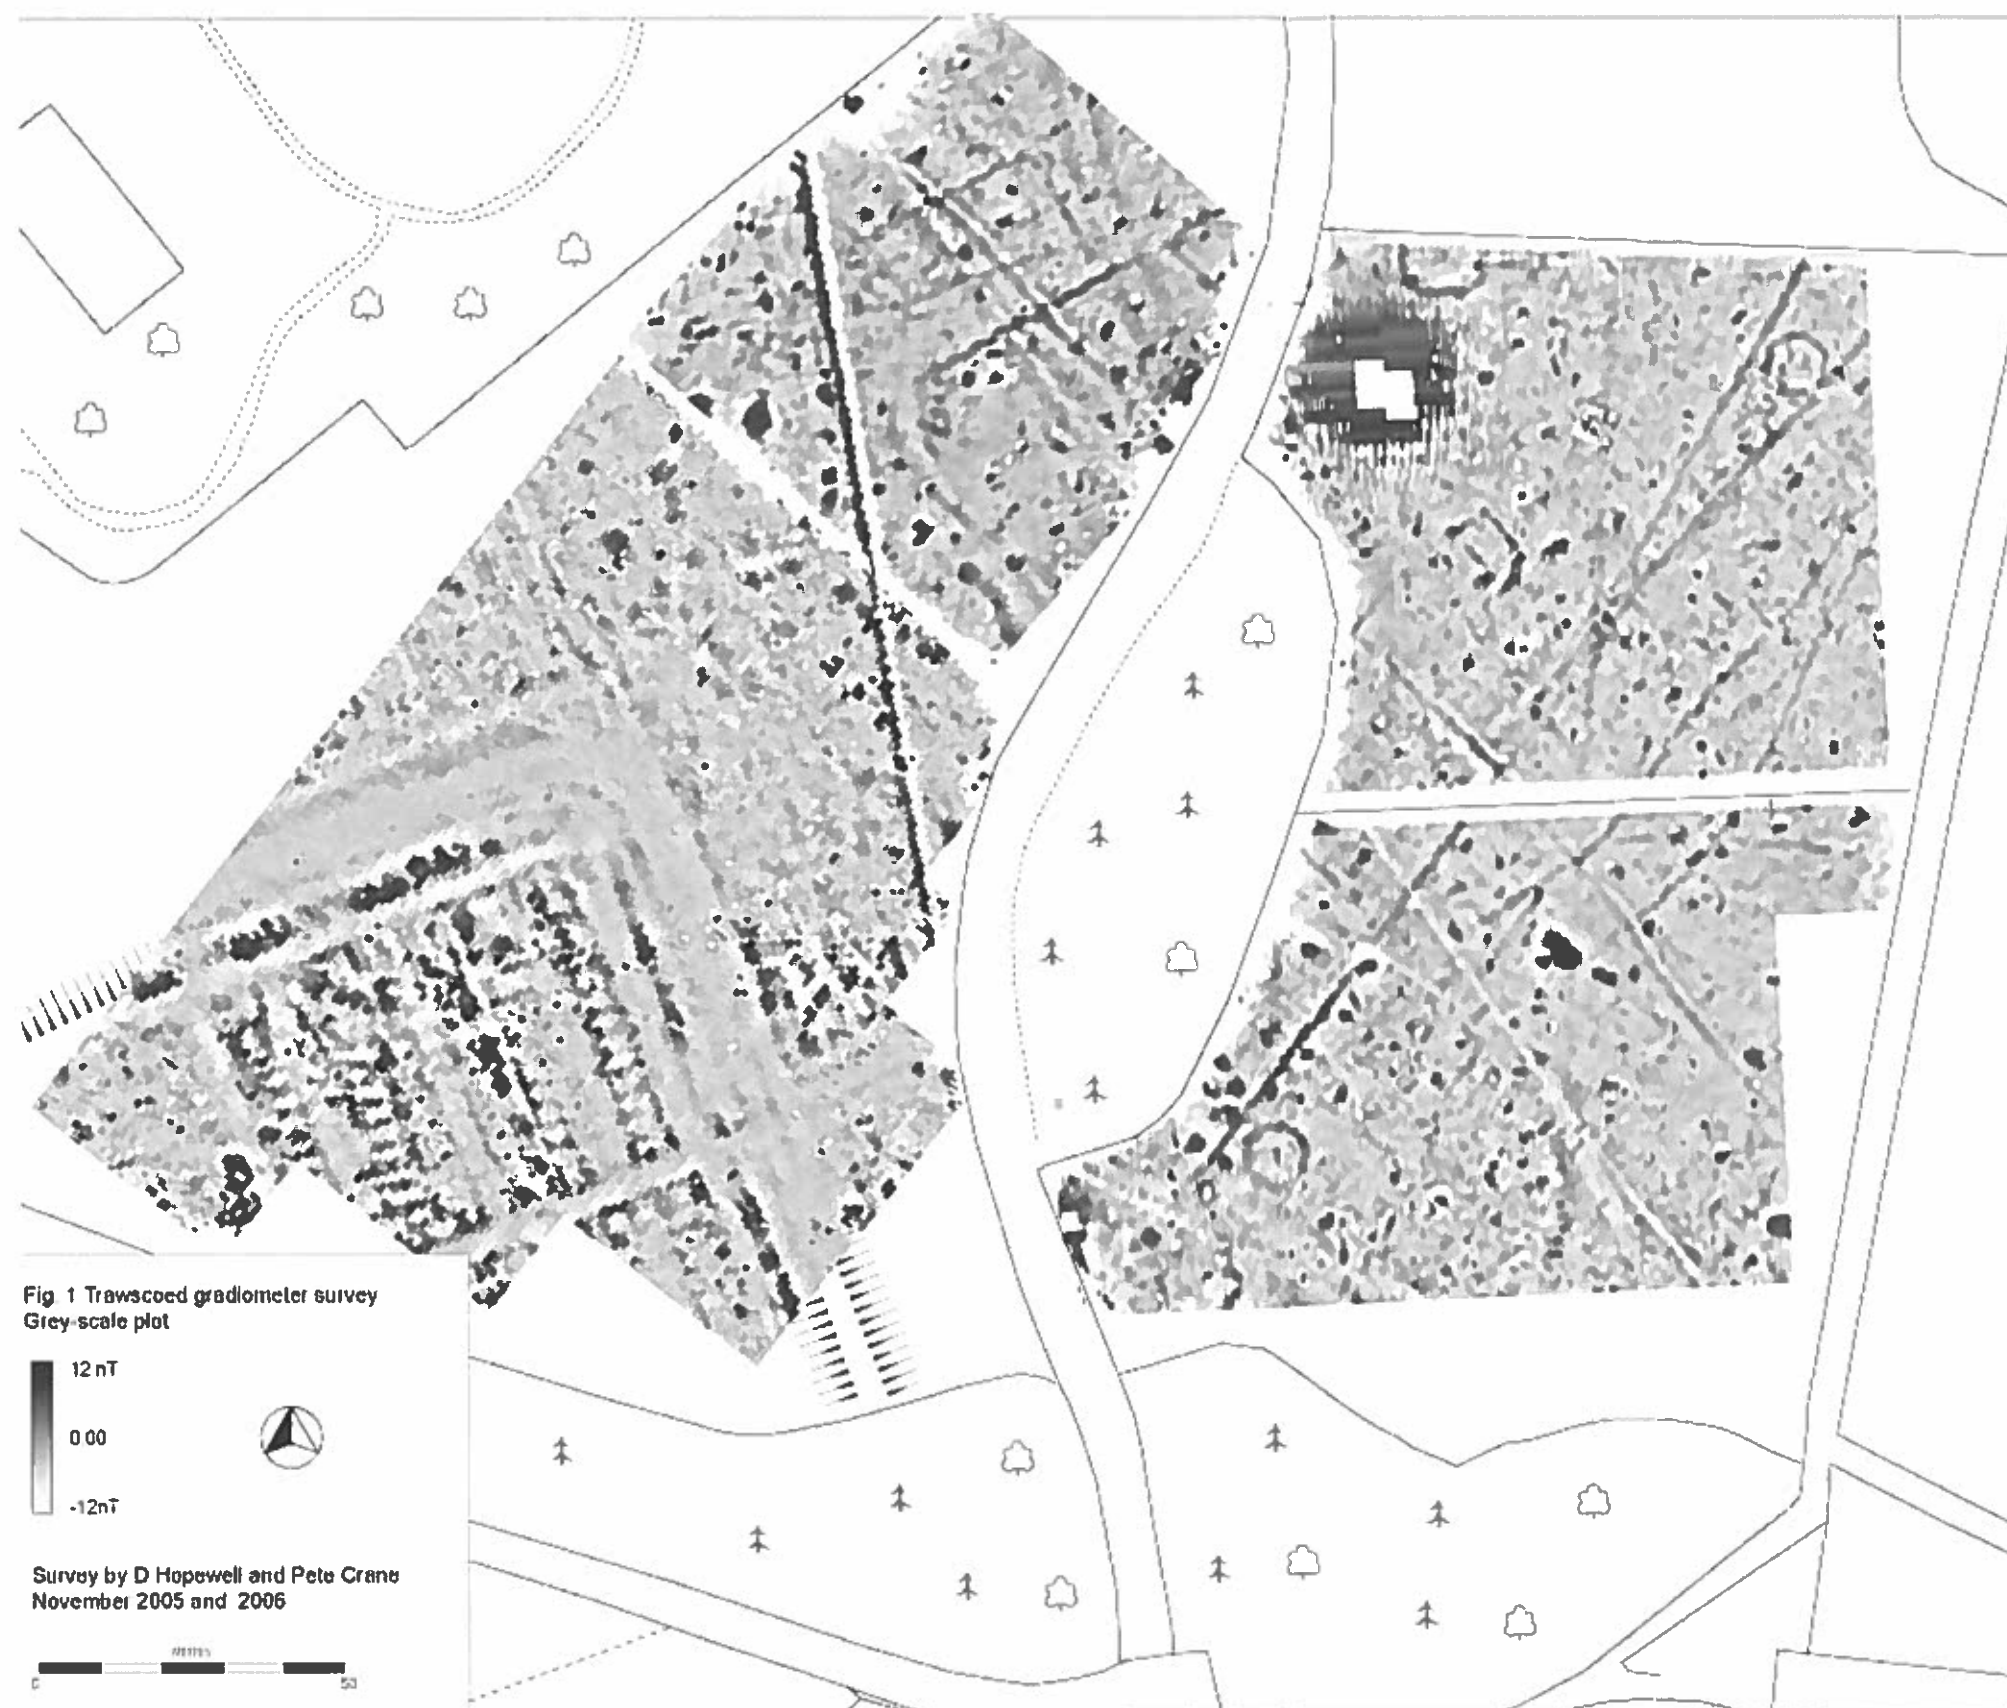 Fig 1 Trawscoed gradiometer survey
Grey-scale plot
12 nT
0 00
-12nT
Survey by D Hopewell and Pete Crane
November 2005 and 2006
metres
0
50